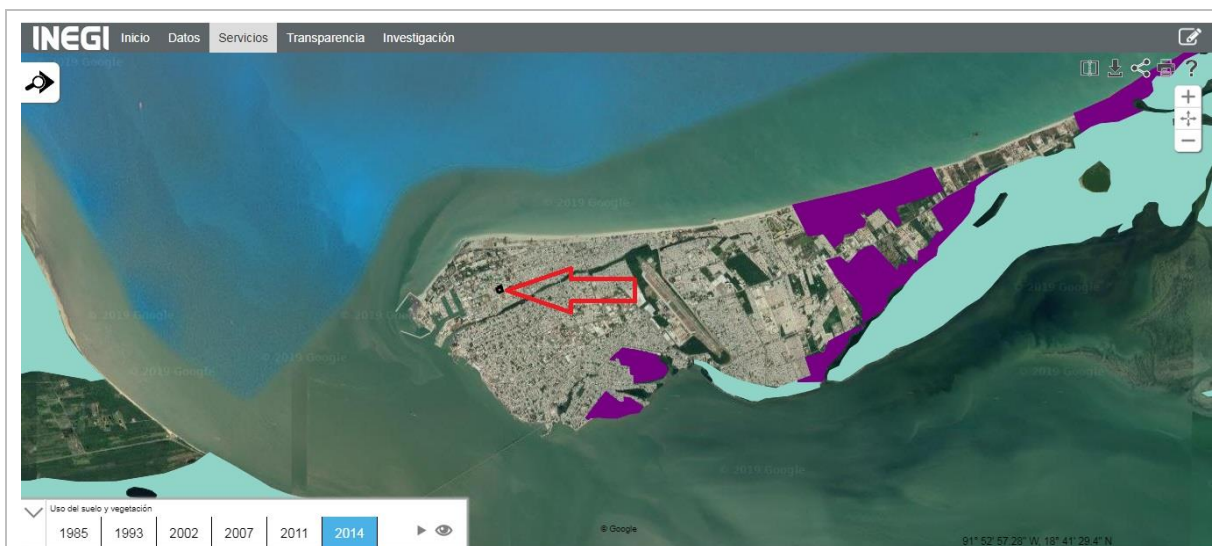 INEGI Inicio Datos Servicios Transparencia Investigación
© 2019 Google
© 2019 Google
© 2019 Google
© 2019 Google
© 2019 Google
© 2019 Google
© 2019 Google
© 2019 Google
Uso del suelo y vegetación
1985 1993 2002 2007 2011 2014
© Google
91° 52' 57.28" W, 18° 41' 29.4" N